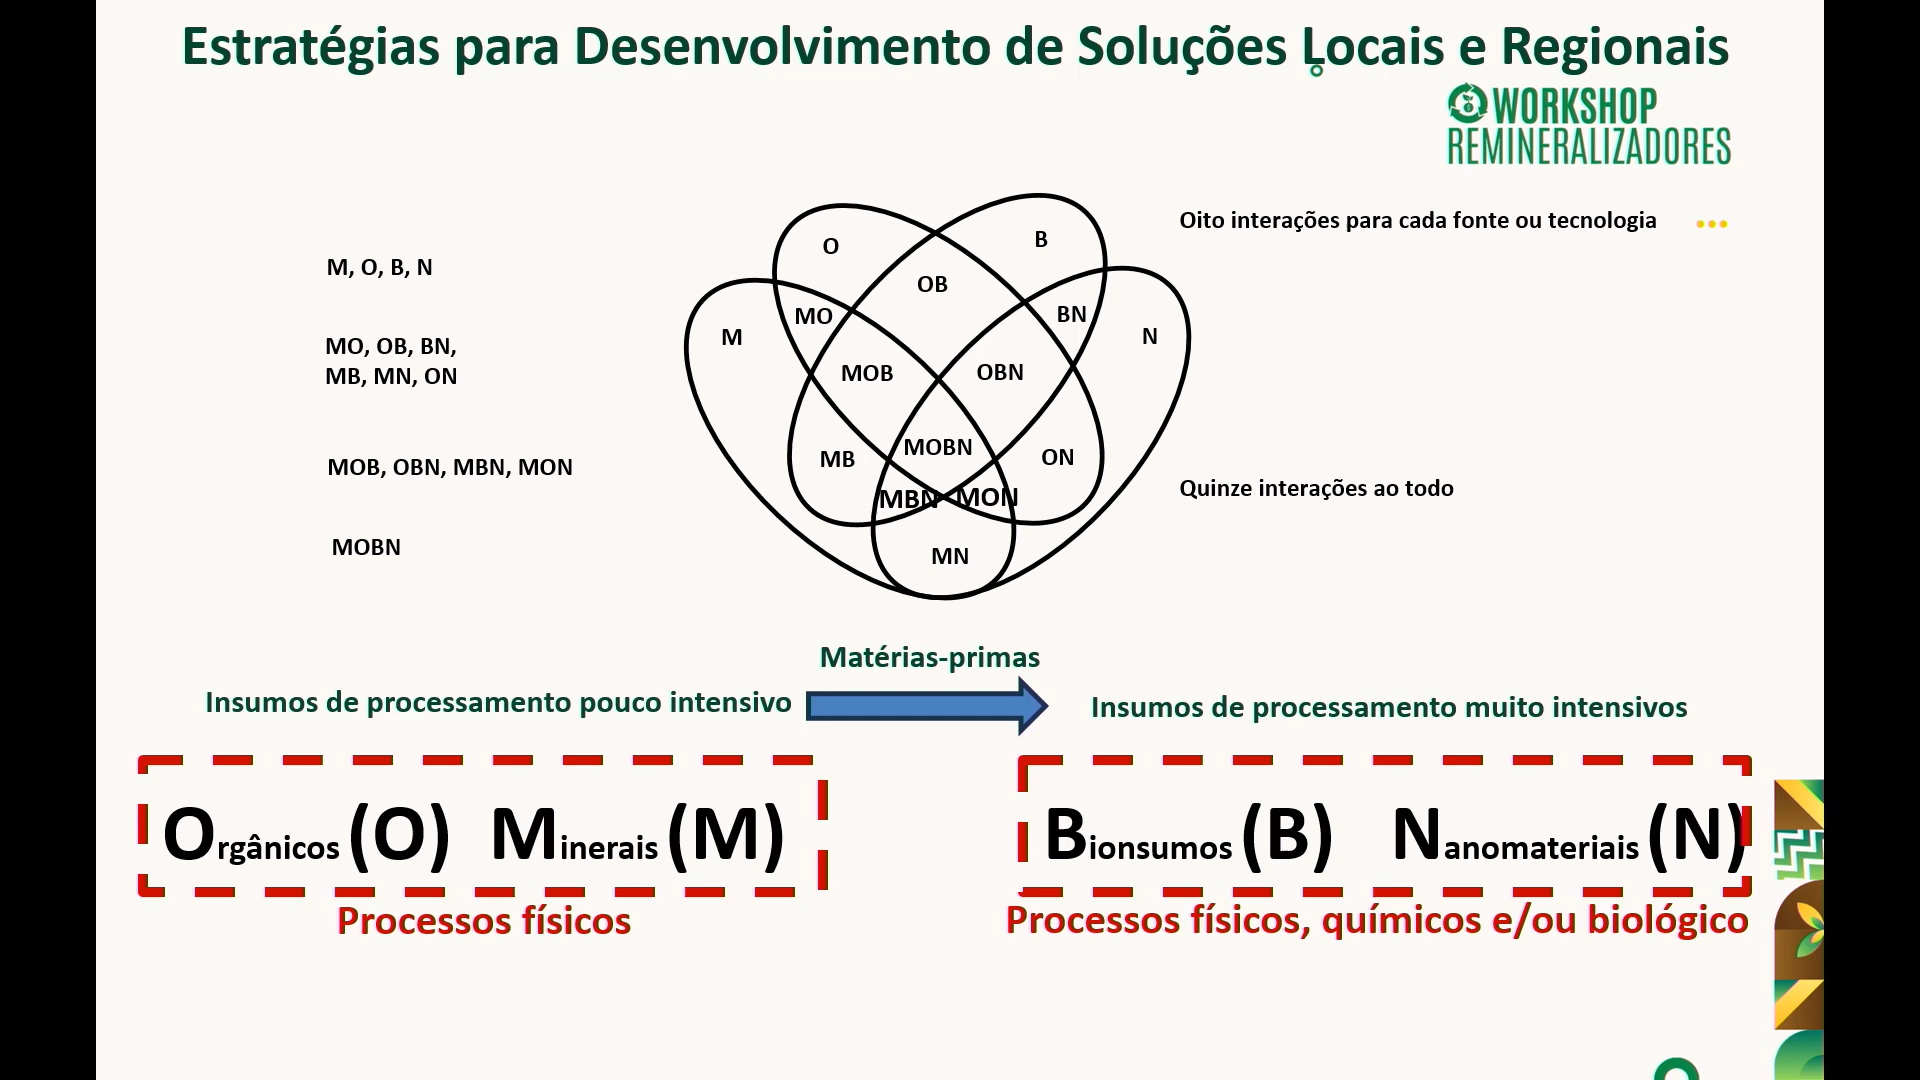 Estratégias para Desenvolvimento de Soluções Locais e Regionais
WORKSHOP
REMINERALIZADORES
Oito interações para cada fonte ou tecnologia
M, O, B, N
MO, OB, BN,
MB, MN, ON
MOB, OBN, MBN, MON
MOBN
O
B
OB
MO
BN
M
N
MOB
OBN
MOBN
MB
ON
MBN
MON
MN
Quinze interações ao todo
Matérias-primas
Insumos de processamento pouco intensivo
Insumos de processamento muito intensivos
Orgânicos (O) Minerais (M)
Bionsumos (B) Nanomateriais (N)
Processos físicos
Processos físicos, químicos e/ou biológico